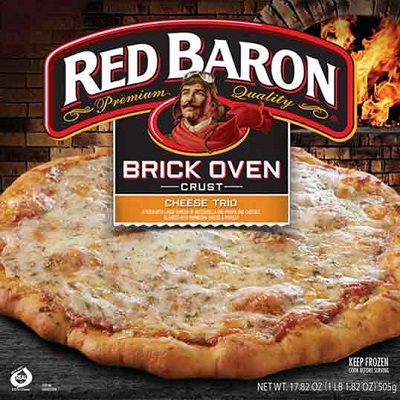 RED BARON
Premium Quality
BRICK OVEN
CRUST
CHEESE TRIO
REAL
KEEP FROZEN
COOK BEFORE SERVING
NET WT. 17.82 OZ (1 LB 1.82 OZ) 505g